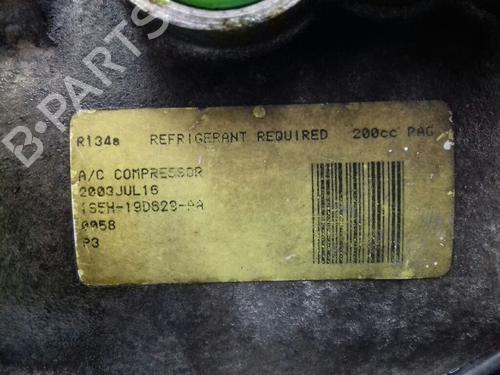 B-PARTS
R134a REFRIGERANT REQUIRED 200cc PAG
A/C COMPRESSOR
2003JUL16
1S5H-19D629-AA
0058
P3